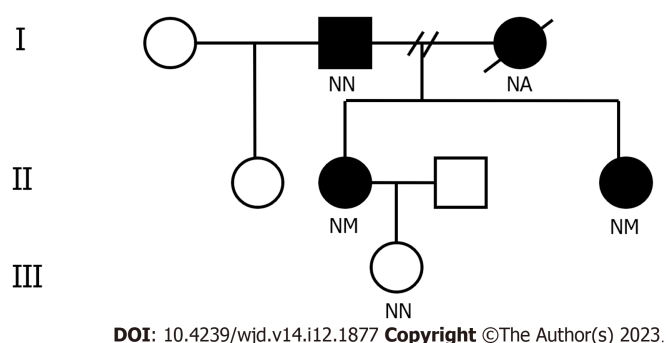 I
NN NA
II
NM NM
III
NN
DOI: 10.4239/wjd.v14.i12.1877 Copyright ©The Author(s) 2023.